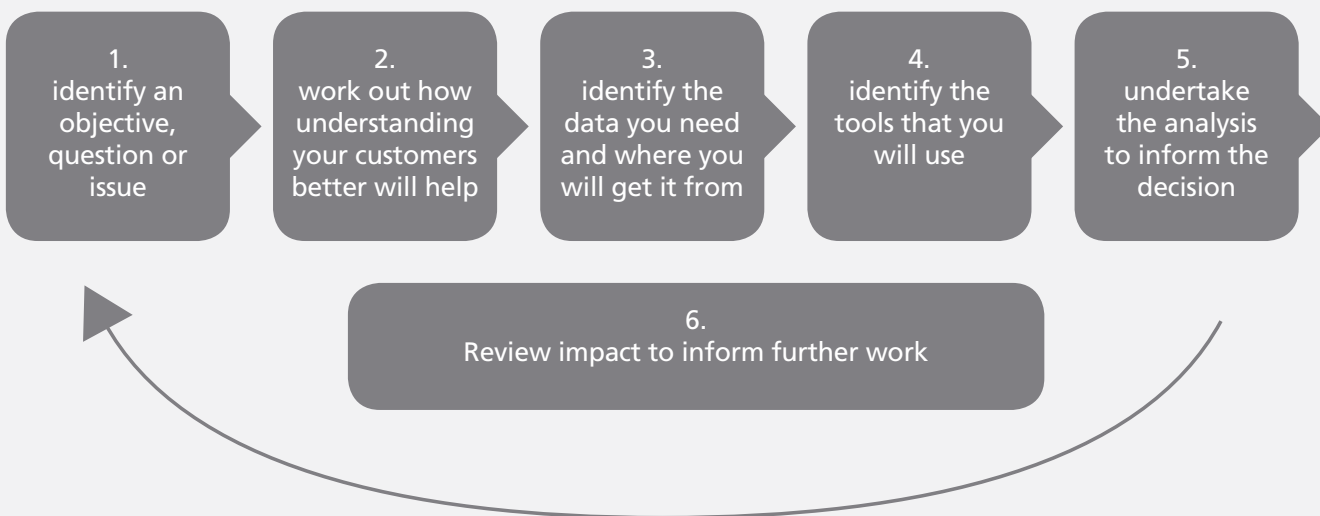 1.
identify an
objective,
question or
issue
2.
work out how
understanding
your customers
better will help
3.
identify the
data you need
and where you
will get it from
4.
identify the
tools that you
will use
5.
undertake
the analysis
to inform the
decision
6.
Review impact to inform further work